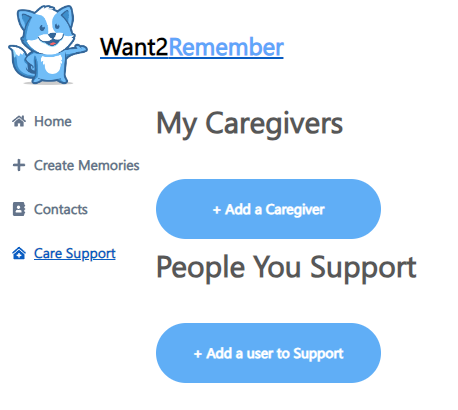 Want2Remember
Home
Create Memories
Contacts
Care Support
My Caregivers
+ Add a Caregiver
People You Support
+ Add a user to Support